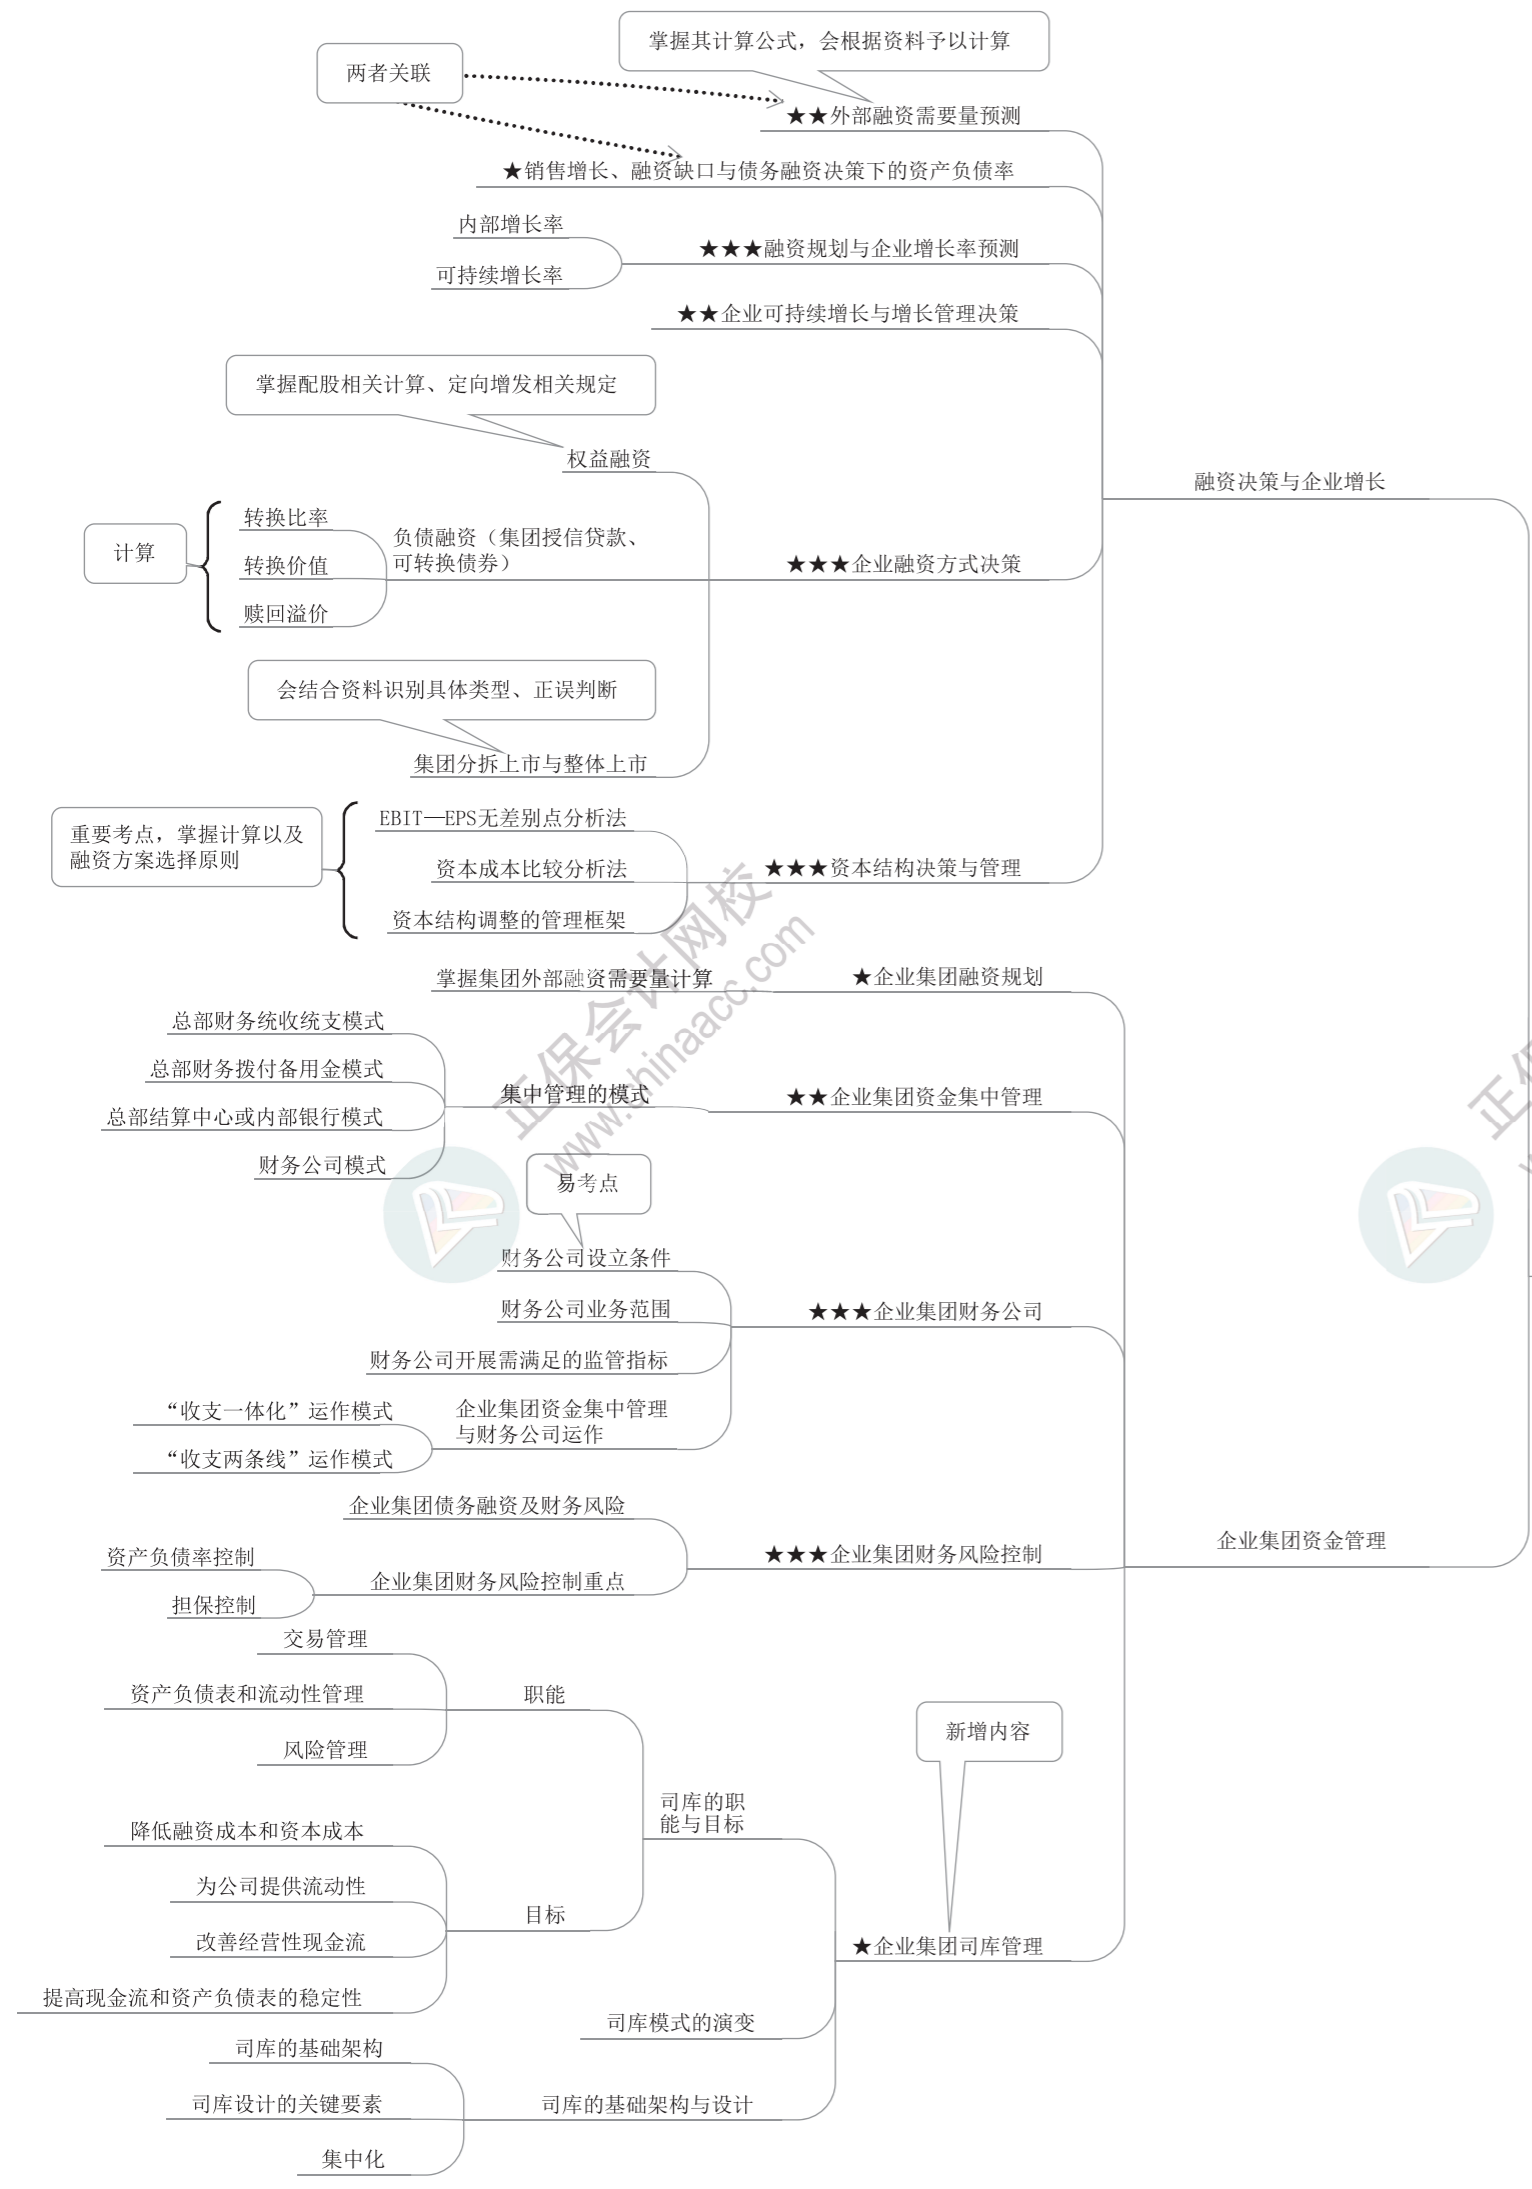 掌握其计算公式，会根据资料予以计算
两者关联
★★外部融资需要量预测
★销售增长、融资缺口与债务融资决策下的资产负债率
内部增长率
★★★融资规划与企业增长率预测
可持续增长率
★★企业可持续增长与增长管理决策
掌握配股相关计算、定向增发相关规定
权益融资
融资决策与企业增长
转换比率
负债融资（集团授信贷款、
可转换债券）
计算
转换价值
★★★企业融资方式决策
赎回溢价
会结合资料识别具体类型、正误判断
集团分拆上市与整体上市
EBIT—EPS无差别点分析法
重要考点，掌握计算以及
融资方案选择原则
资本成本比较分析法
★★★资本结构决策与管理
资本结构调整的管理框架
掌握集团外部融资需要量计算
★企业集团融资规划
总部财务统收统支模式
总部财务拨付备用金模式
集中管理的模式
★★企业集团资金集中管理
总部结算中心或内部银行模式
财务公司模式
易考点
财务公司设立条件
财务公司业务范围
★★★企业集团财务公司
财务公司开展需满足的监管指标
“收支一体化”运作模式
企业集团资金集中管理
与财务公司运作
“收支两条线”运作模式
企业集团债务融资及财务风险
企业集团资金管理
资产负债率控制
★★★企业集团财务风险控制
企业集团财务风险控制重点
担保控制
交易管理
资产负债表和流动性管理
职能
风险管理
新增内容
司库的职
能与目标
降低融资成本和资本成本
为公司提供流动性
目标
改善经营性现金流
★企业集团司库管理
提高现金流和资产负债表的稳定性
司库模式的演变
司库的基础架构
司库设计的关键要素
司库的基础架构与设计
集中化
正保会计网校
www.chinaacc.com
正保